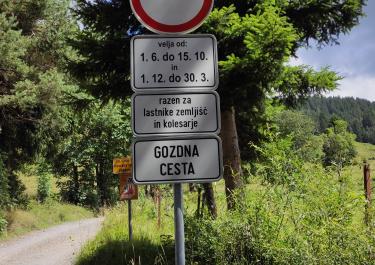 velja od:
1. 6. do 15. 10.
in
1. 12. do 30. 3.
razen za
lastnike zemljišč
in kolesarje
GOZDNA
CESTA